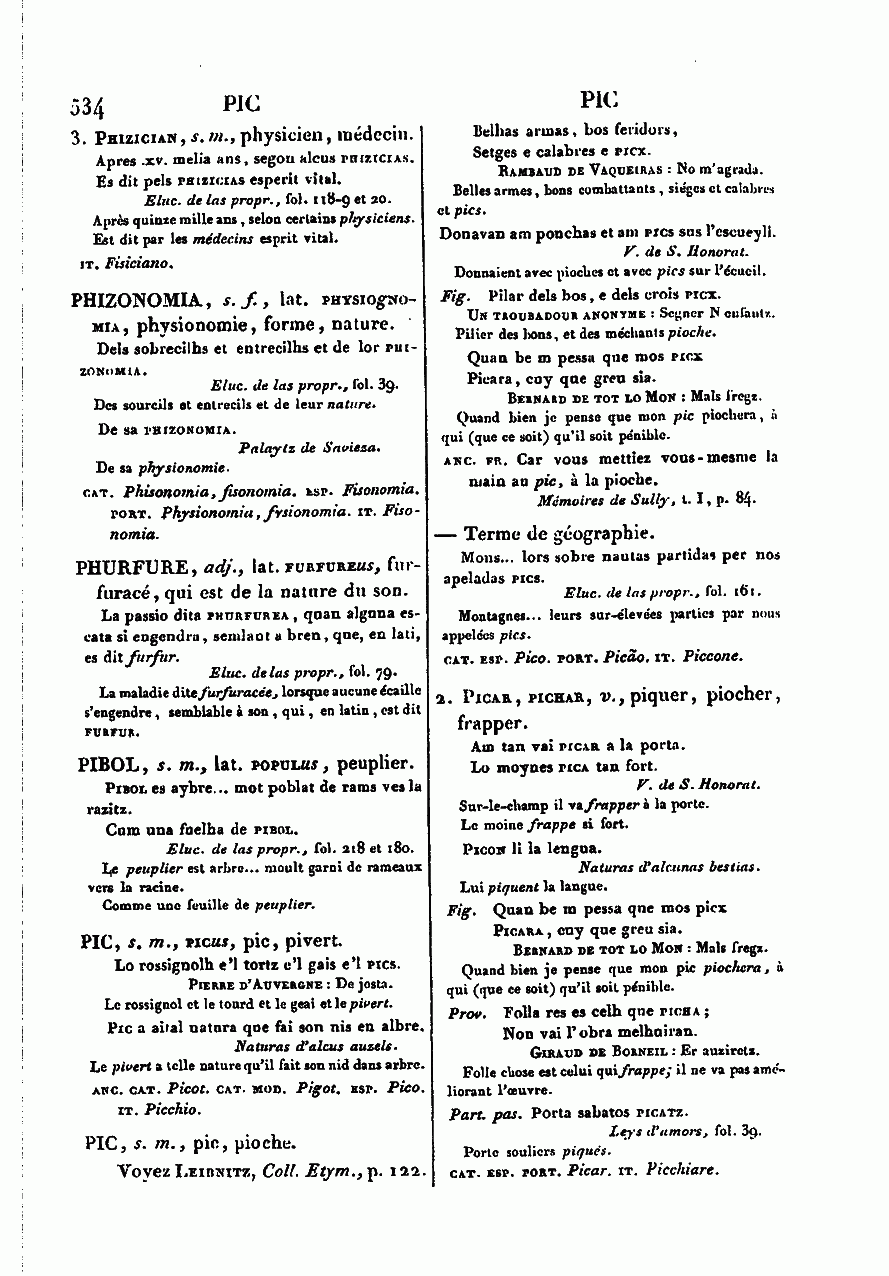 534 PIC
3. Phizician, s. m., physicien, médecin.
Apres .xv. melia ans, segon alcus phizicias.
Es dit pels phizicias esperit vital.
Eluc. de las propr., fol. 118-9 et 20.
Après quinze mille ans, selon certains physiciens.
Est dit par les médecins esprit vital.
it. Fisiciano.
PHIZONOMIA, s. f., lat. physiogno-
mia, physionomie, forme, nature.
Dels sobrecilhs et entrecilhs et de lor phi-
zonomia.
Eluc. de las propr., fol. 39.
Des sourcils et entrecils et de leur nature.
De sa phizonomia.
Palaytz de Savieza.
De sa physionomie.
cat. Phisonomia, fisonomia. esp. Fisonomia.
port. Physionomia, fysionomia. it. Fiso-
nomia.
PHURFURE, adj., lat. furfureus, fur-
furacé, qui est de la nature du son.
La passio dita phurfurea, quan alguna es-
cata si engendra, semlant a bren, que, en lati,
es dit furfur.
Eluc. de las propr., fol. 79.
La maladie dite furfuracée, lorsque aucune écaille
s'engendre, semblable à son, qui, en latin, est dit
furfur.
PIBOL, s. m., lat. populus, peuplier.
Pibol es aybre... mot poblat de rams ves la
razitz.
Cum una fuelha de pibol.
Eluc. de las propr., fol. 218 et 180.
Le peuplier est arbre... moult garni de rameaux
vers la racine.
Comme une feuille de peuplier.
PIC, s. m., picus, pic, pivert.
Lo rossignolh e'l tortz e'l gais e'l pics.
Pierre d'Auvergne : De josta.
Le rossignol et le tourd et le geai et le pivert.
Pic a aital natura que fai son nis en albre.
Naturas d'alcus auzels.
Le pivert a telle nature qu'il fait son nid dans arbre.
anc. cat. Picot. cat. mod. Pigot. esp. Pico.
it. Picchio.
PIC, s. m., pic, pioche.
Voyez Leibnitz, Coll. Etym., p. 122.
PIC
Belhas armas, bos feridors,
Setges e calabres e picx.
Rambaud de Vaqueiras : No m'agrada.
Belles armes, bons combattants, siéges et calabres
et pics.
Donavan am ponchas et am pics sus l'escueyll.
V. de S. Honorat.
Donnaient avec pioches et avec pics sur l'écueil.
Fig. Pilar dels bos, e dels crois picx.
Un troubadour anonyme : Segner N enfantz.
Pilier des bons, et des méchants pioche.
Quan be m pessa que mos picx
Picara, cuy que greu sia.
Bernard de tot lo Mon : Mals fregz.
Quand bien je pense que mon pic piochera, à
qui (que ce soit) qu'il soit pénible.
anc. fr. Car vous mettiez vous-mesme la
main au pic, à la pioche.
Mémoires de Sully, t. I, p. 84.
— Terme de géographie.
Mons... lors sobre nautas partidas per nos
apeladas pics.
Eluc. de las propr., fol. 161.
Montagnes... leurs sur-élevées parties par nous
appelées pics.
cat. esp. Pico. port. Picão. it. Piccone.
2. Picar, pichar, v., piquer, piocher,
frapper.
Am tan vai picar a la porta.
Lo moynes pica tan fort.
V. de S. Honorat.
Sur-le-champ il va frapper à la porte.
Le moine frappe si fort.
Picon li la lengua.
Naturas d'alcunas bestias.
Lui piquent la langue.
Fig. Quan be m pessa que mos picx
Picara, cuy que greu sia.
Bernard de tot lo Mon : Mals fregz.
Quand bien je pense que mon pic piochera, à
qui (que ce soit) qu'il soit pénible.
Prov. Folla res es celh que picha ;
Non vai l'obra melhuiran.
Giraud de Borneil : Er auziretz.
Folle chose est celui qui frappe; il ne va pas amé-
liorant l'œuvre.
Part. pas. Porta sabatos picatz.
Leys d'amors, fol. 39.
Porte souliers piqués.
cat. esp. port. Picar. it. Picchiare.